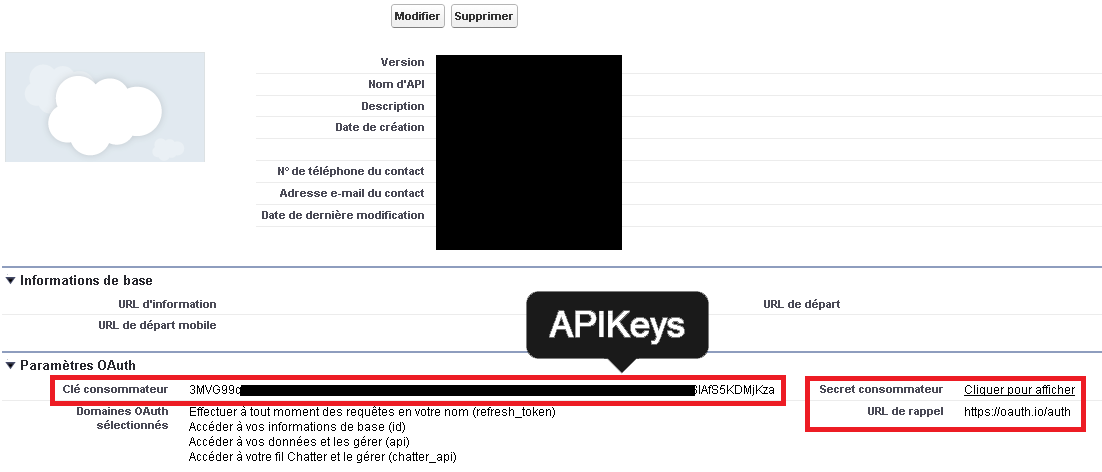 Modifier Supprimer
Version
Nom d'API
Description
Date de création
N° de téléphone du contact
Adresse e-mail du contact
Date de dernière modification
Informations de base
URL d'information URL de départ
URL de départ mobile
APIKeys
Paramètres OAuth
Clé consommateur 3MVG99 AfS5KDMjKza Secret consommateur Cliquer pour afficher
Domaines OAuth Effectuer à tout moment des requêtes en votre nom (refresh_token) URL de rappel https://oauth.io/auth
sélectionnés Accéder à vos informations de base (id)
Accéder à vos données et les gérer (api)
Accéder à votre fil Chatter et le gérer (chatter_api)